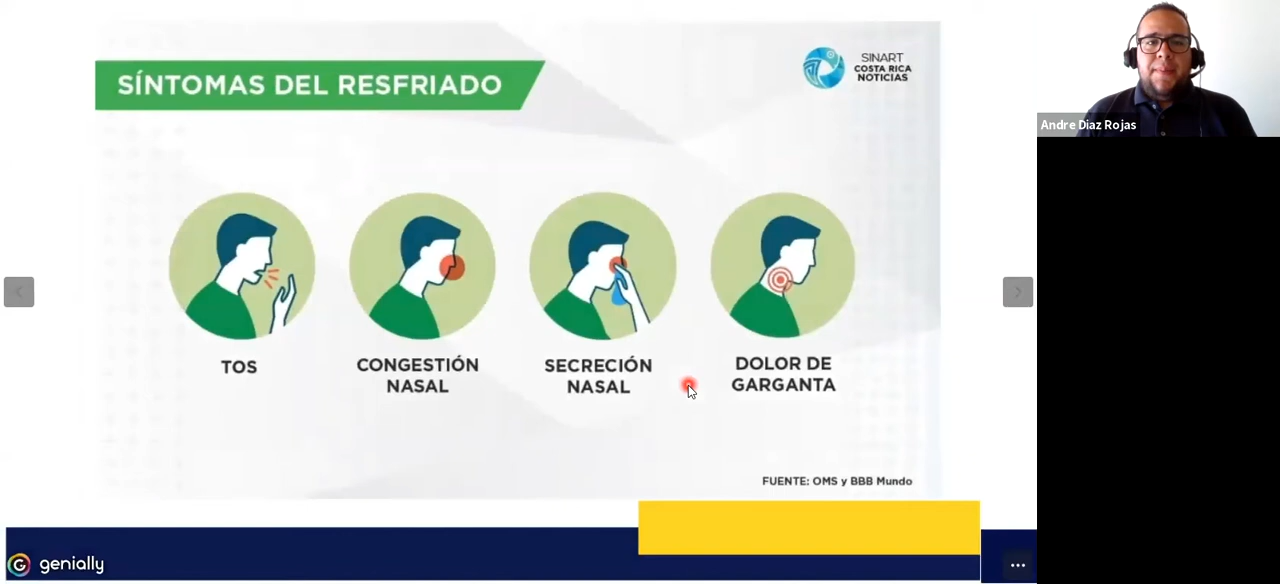 SÍNTOMAS DEL RESFRIADO
SINART
COSTA RICA
NOTICIAS
Andre Diaz Rojas
TOS
CONGESTIÓN
NASAL
SECRECIÓN
NASAL
DOLOR DE
GARGANTA
FUENTE: OMS y BBB Mundo
genially